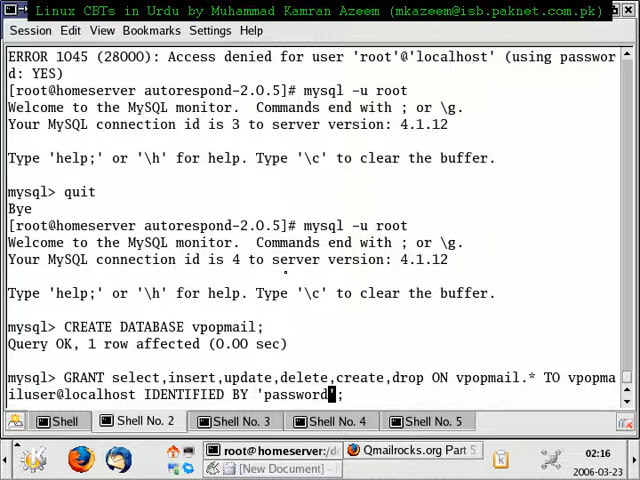 Linux CBTs in Urdu by Muhammad Kamran Azeem (mkazeem@isb.paknet.com.pk)
Session Edit View Bookmarks Settings Help
ERROR 1045 (28000): Access denied for user 'root'@'localhost' (using passwor
d: YES)
[root@homeserver autorespond-2.0.5]# mysql -u root
Welcome to the MySQL monitor.  Commands end with ; or \g.
Your MySQL connection id is 3 to server version: 4.1.12
Type 'help;' or '\h' for help. Type '\c' to clear the buffer.
mysql> quit
Bye
[root@homeserver autorespond-2.0.5]# mysql -u root
Welcome to the MySQL monitor.  Commands end with ; or \g.
Your MySQL connection id is 4 to server version: 4.1.12
Type 'help;' or '\h' for help. Type '\c' to clear the buffer.
mysql> CREATE DATABASE vpopmail;
Query OK, 1 row affected (0.00 sec)
mysql> GRANT select,insert,update,delete,create,drop ON vpopmail.* TO vpopma
iluser@localhost IDENTIFIED BY 'password';
Shell Shell No. 2 Shell No. 3 Shell No. 4 Shell No. 5
root@homeserver:/d Qmailrocks.org Part 5
[New Document]
02:16
2006-03-23